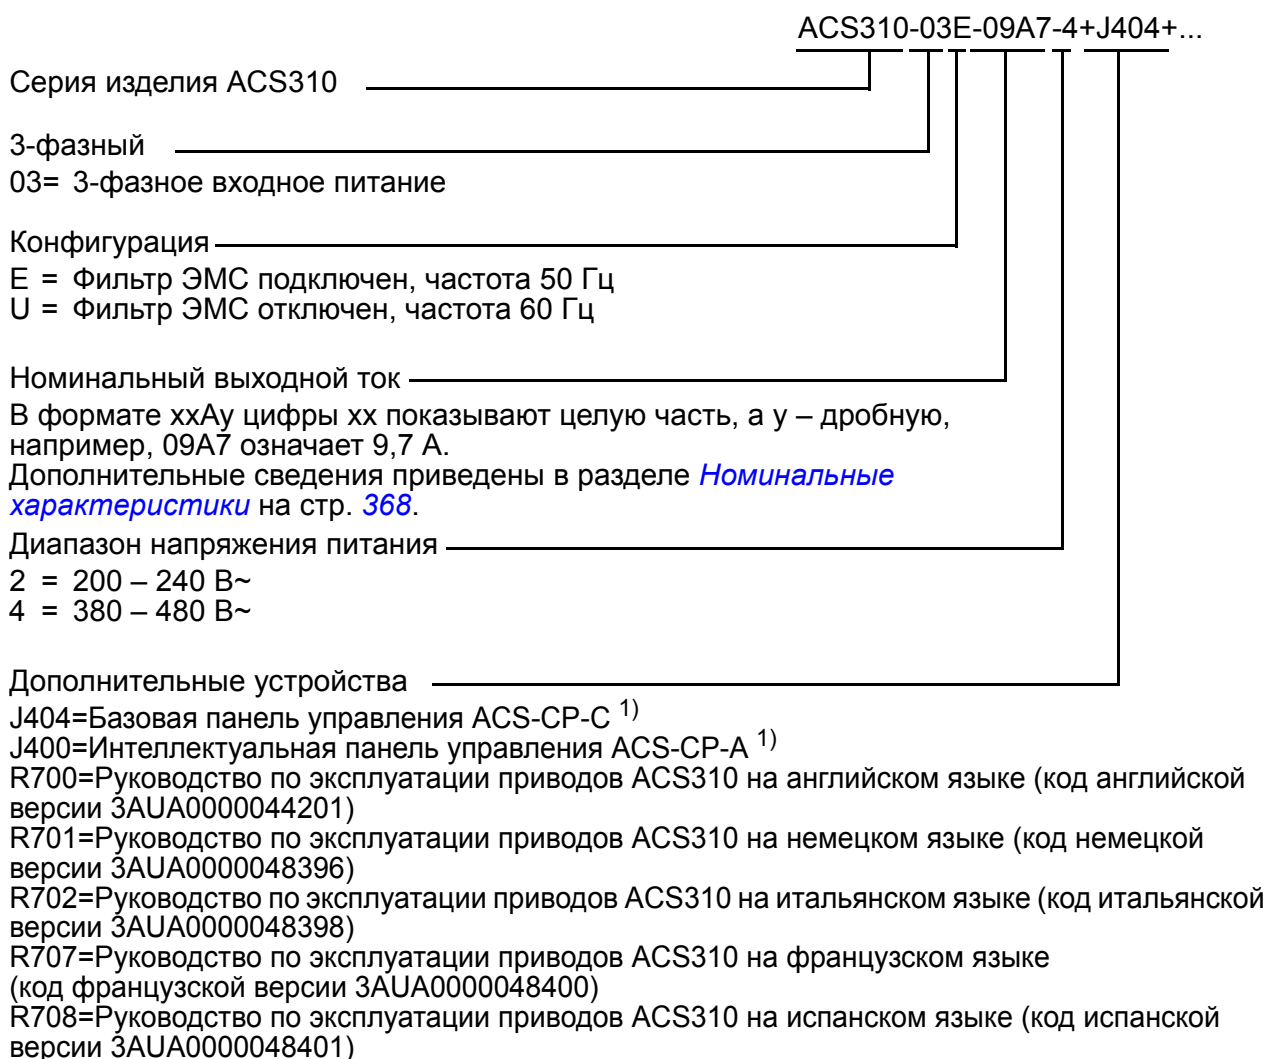 ACS310-03E-09A7-4+J404+...
Серия изделия ACS310
3-фазный
03= 3-фазное входное питание
Конфигурация
E = Фильтр ЭМС подключен, частота 50 Гц
U = Фильтр ЭМС отключен, частота 60 Гц
Номинальный выходной ток
В формате xxAy цифры xx показывают целую часть, а y – дробную,
например, 09A7 означает 9,7 А.
Дополнительные сведения приведены в разделе Номинальные
характеристики на стр. 368.
Диапазон напряжения питания
2 = 200 – 240 В~
4 = 380 – 480 В~
Дополнительные устройства
J404=Базовая панель управления ACS-CP-C 1)
J400=Интеллектуальная панель управления ACS-CP-A 1)
R700=Руководство по эксплуатации приводов ACS310 на английском языке (код английской
версии 3AUA0000044201)
R701=Руководство по эксплуатации приводов ACS310 на немецком языке (код немецкой
версии 3AUA0000048396)
R702=Руководство по эксплуатации приводов ACS310 на итальянском языке (код итальянской
версии 3AUA0000048398)
R707=Руководство по эксплуатации приводов ACS310 на французском языке
(код французской версии 3AUA0000048400)
R708=Руководство по эксплуатации приводов ACS310 на испанском языке (код испанской
версии 3AUA0000048401)